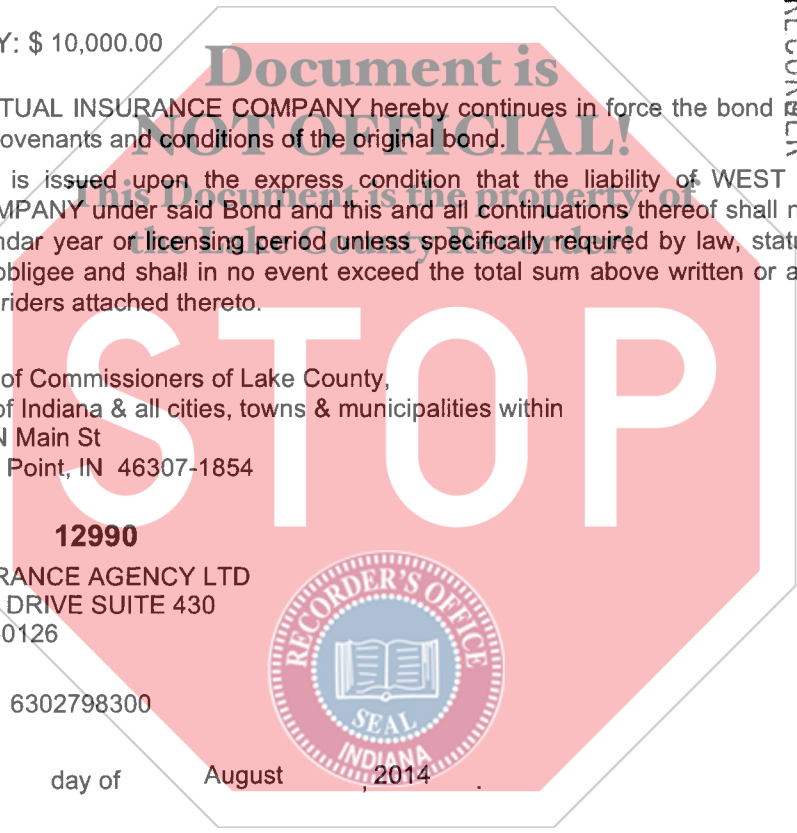 Y: $ 10,000.00
Document is
TUAL INSURANCE COMPANY hereby continues in force the bond
ovenants and conditions of the original bond.
NOT OFFICIAL!
is issued upon the express condition that the liability of WEST
This Document is the property of
MPANY under said Bond and this and all continuations thereof shall n
ndar year or licensing period unless specifically required by law, statu
the Lake County Recorder!
obligee and shall in no event exceed the total sum above written or a
riders attached thereto.
STOP
of Commissioners of Lake County,
of Indiana & all cities, towns & municipalities within
N Main St
Point, IN 46307-1854
12990
RANCE AGENCY LTD
DRIVE SUITE 430
0126
6302798300
RECORDER'S OFFICE
SEAL
INDIANA
day of August , 2014 .